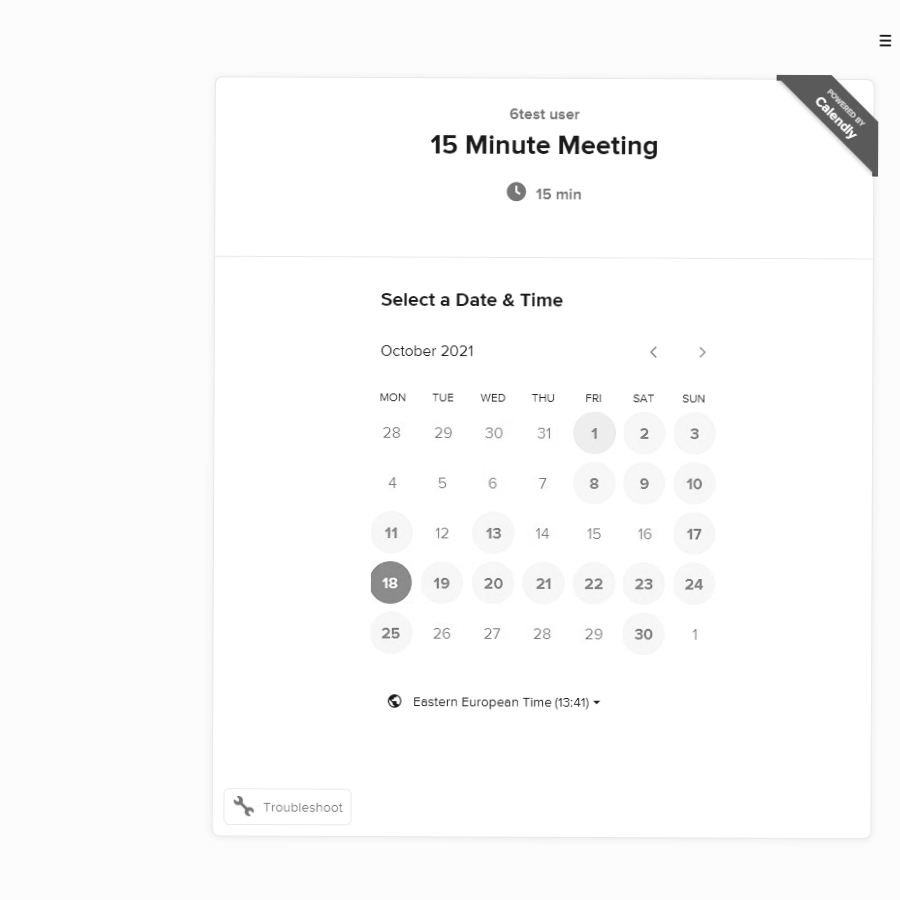 POWERED BY
Calendly
6test user
15 Minute Meeting
15 min
Select a Date & Time
October 2021
MON TUE WED THU FRI SAT SUN
28 29 30 31 1 2 3
4 5 6 7 8 9 10
11 12 13 14 15 16 17
18 19 20 21 22 23 24
25 26 27 28 29 30 1
Eastern European Time (13:41)
Troubleshoot